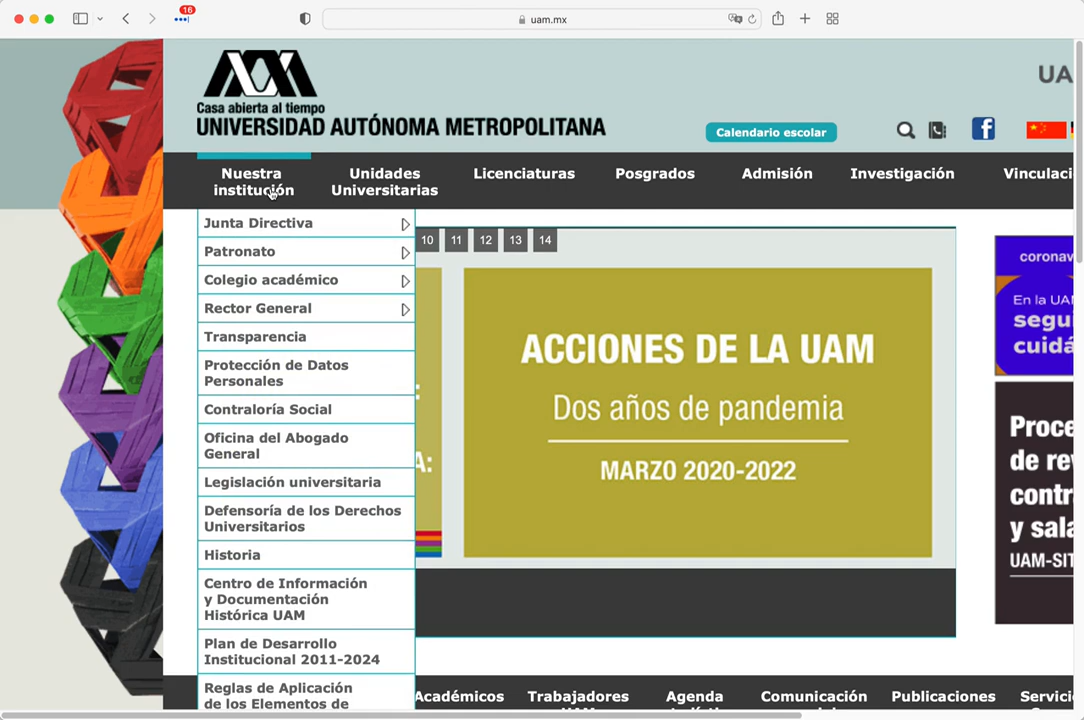 16
uam.mx
UA
Casa abierta al tiempo
UNIVERSIDAD AUTÓNOMA METROPOLITANA
Calendario escolar
Nuestra
institución
Unidades
Universitarias
Licenciaturas
Posgrados
Admisión
Investigación
Vinculaci
Junta Directiva
Patronato
Colegio académico
Rector General
Transparencia
Protección de Datos
Personales
Contraloría Social
Oficina del Abogado
General
Legislación universitaria
Defensoría de los Derechos
Universitarios
Historia
Centro de Información
y Documentación
Histórica UAM
Plan de Desarrollo
Institucional 2011-2024
Reglas de Aplicación
de los Elementos de
10 11 12 13 14
A:
ACCIONES DE LA UAM
Dos años de pandemia
MARZO 2020-2022
coronav
En la UAM
segui
cuidá
Proce
de rev
contr
y sala
UAM-SIT
Académicos
Trabajadores
Agenda
Comunicación
Publicaciones
Servicio